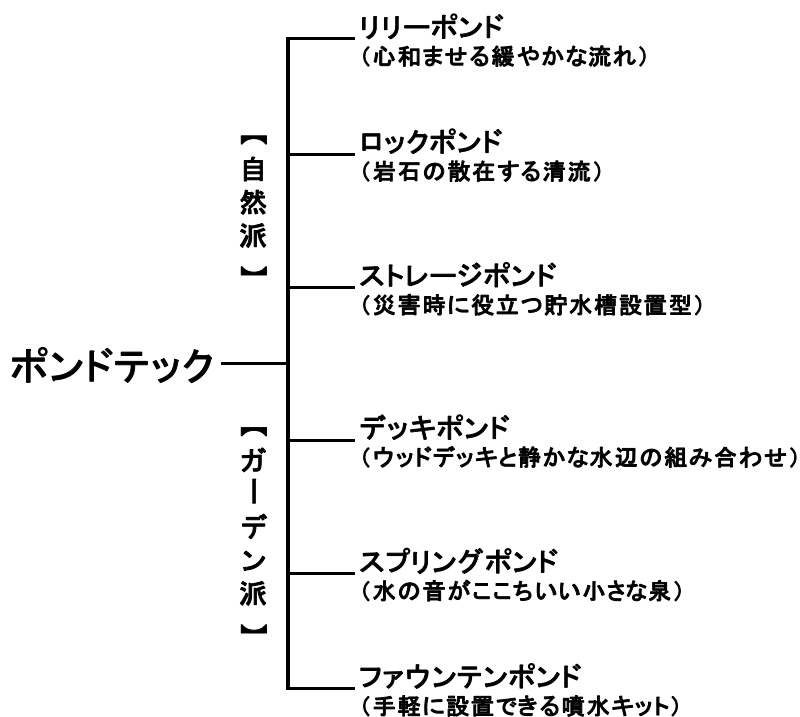 リリーポンド
（心和ませる緩やかな流れ）
ロックポンド
（岩石の散在する清流）
【自然派】
ストレージポンド
（災害時に役立つ貯水槽設置型）
ポンドテック
デッキポンド
（ウッドデッキと静かな水辺の組み合わせ）
【ガーデン派】
スプリングポンド
（水の音がここちいい小さな泉）
ファウンテンポンド
（手軽に設置できる噴水キット）